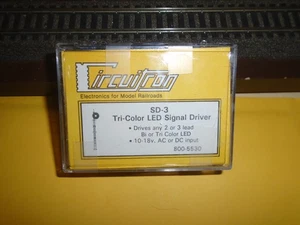 Circuitron
Electronics for Model Railroads
SD-3
Tri-Color LED Signal Driver
• Drives any 2 or 3 lead
Bi or Tri Color LED
• 10-18v. AC or DC input
800-5530